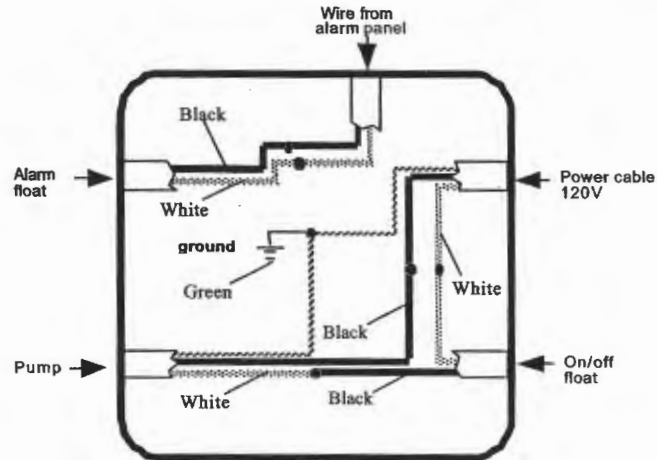 Wire from
alarm panel
Black
Alarm
float
White
Power cable
120V
ground
Green
White
Black
Pump
White
Black
On/off
float